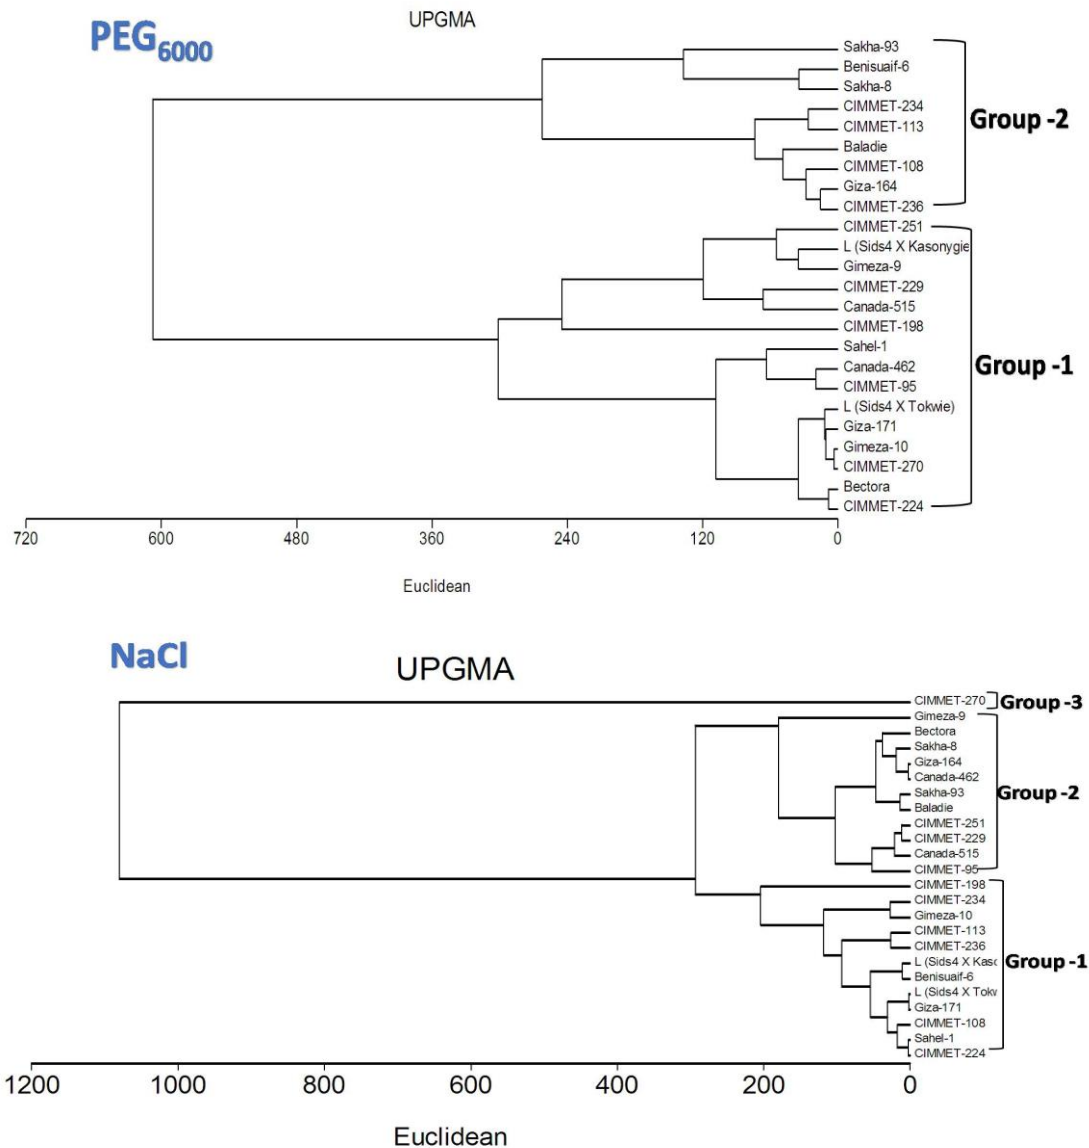 PEG6000
UPGMA
Sakha-93
Benisuaif-6
Sakha-8
CIMMET-234
CIMMET-113
Baladie
CIMMET-108
Giza-164
CIMMET-236
Group -2
CIMMET-251
L (Sids4 X Kasonygie
Gimeza-9
CIMMET-229
Canada-515
CIMMET-198
Sahel-1
Canada-462
CIMMET-95
L (Sids4 X Tokwie)
Giza-171
Gimeza-10
CIMMET-270
Bectora
CIMMET-224
Group -1
720 600 480 360 240 120 0
Euclidean
NaCl
UPGMA
CIMMET-270
Group -3
Gimeza-9
Bectora
Sakha-8
Giza-164
Canada-462
Sakha-93
Baladie
CIMMET-251
CIMMET-229
Canada-515
CIMMET-95
Group -2
CIMMET-198
CIMMET-234
Gimeza-10
CIMMET-113
CIMMET-236
L (Sids4 X Kaso
Benisuaif-6
L (Sids4 X Tokw
Giza-171
CIMMET-108
Sahel-1
CIMMET-224
Group -1
1200 1000 800 600 400 200 0
Euclidean